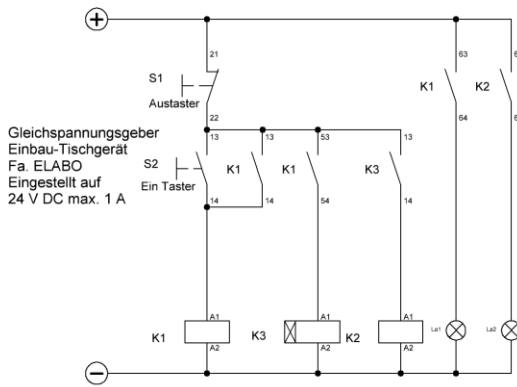 +
21
63
S1
K1
K2
Austaster
22
64
Gleichspannungsgeber
Einbau-Tischgerät
Fa. ELABO
Eingestellt auf
24 V DC max. 1 A
13
13
53
13
S2
K1
K1
K3
Ein Taster
14
14
54
14
A1
A1
A1
K1
K3
K2
La1
La2
A2
A2
A2
−